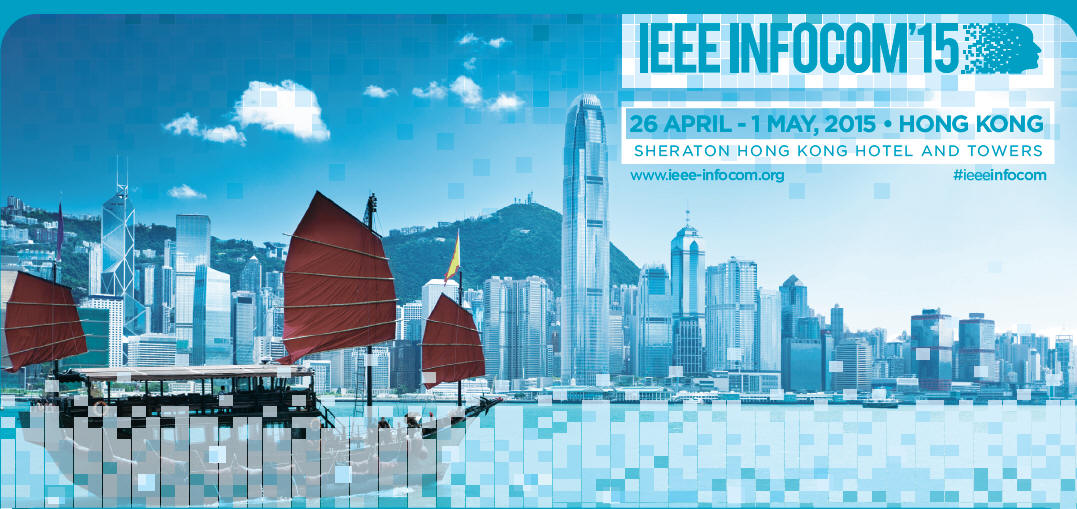 IEEE INFOCOM'15
26 APRIL - 1 MAY, 2015 • HONG KONG
SHERATON HONG KONG HOTEL AND TOWERS
www.ieee-infocom.org
#ieeeinfocom